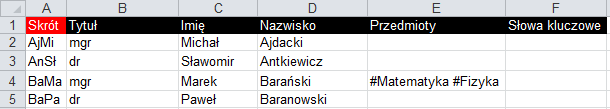 A B C D E F
1 Skrót Tytuł Imię Nazwisko Przedmioty Słowa kluczowe
2 AjMi mgr Michał Ajdacki
3 AnSł dr Sławomir Antkiewicz
4 BaMa mgr Marek Barański #Matematyka #Fizyka
5 BaPa dr Paweł Baranowski